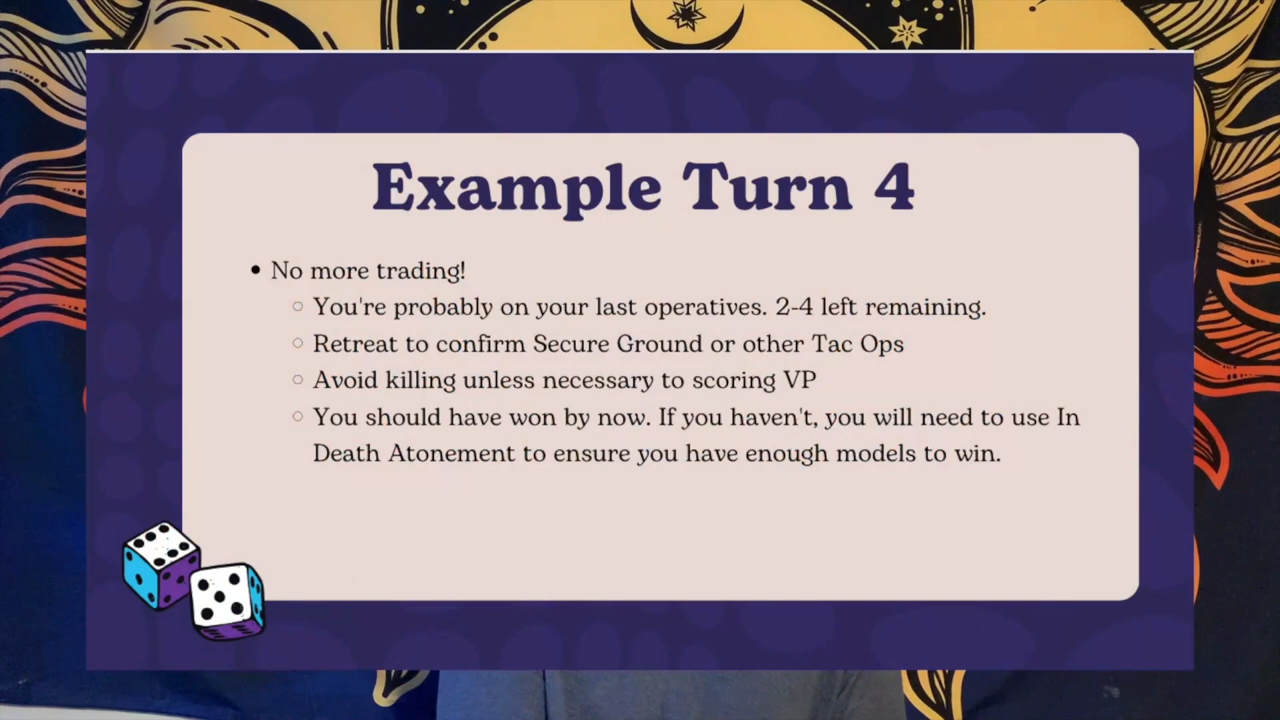 Example Turn 4
No more trading!
You're probably on your last operatives. 2-4 left remaining.
Retreat to confirm Secure Ground or other Tac Ops
Avoid killing unless necessary to scoring VP
You should have won by now. If you haven't, you will need to use In
Death Atonement to ensure you have enough models to win.